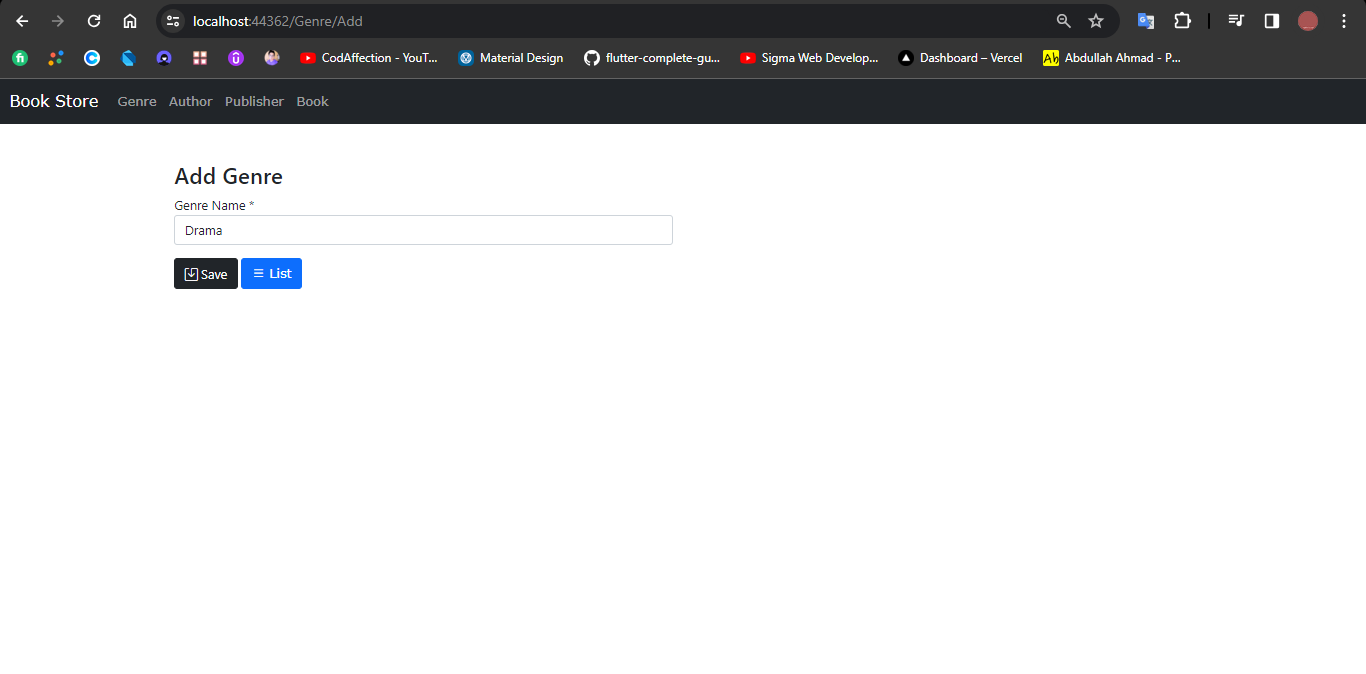 localhost:44362/Genre/Add
CodAffection - YouT... Material Design flutter-complete-gu... Sigma Web Develop... Dashboard – Vercel Ab Abdullah Ahmad - P...
Book Store Genre Author Publisher Book
Add Genre
Genre Name *
Drama
Save List